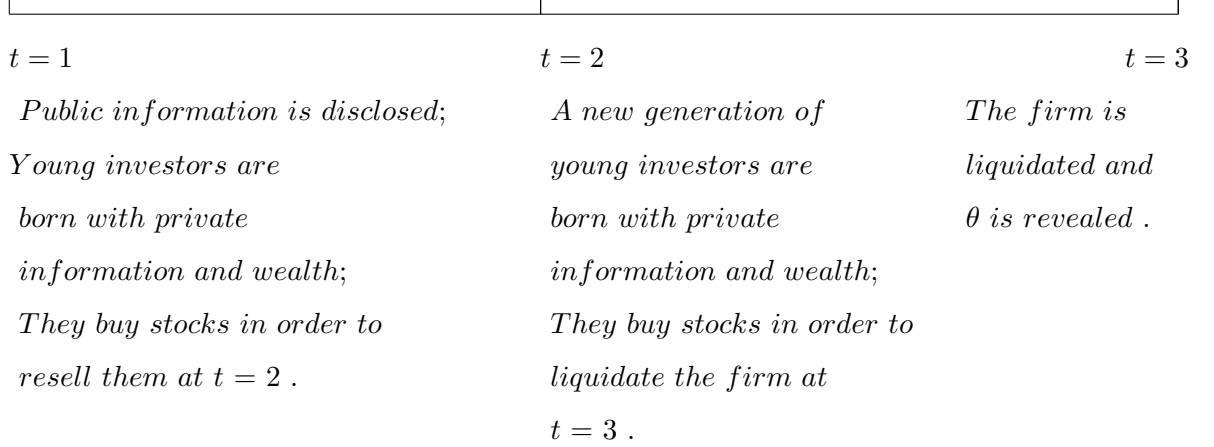 t = 1
t = 2
t = 3
Public information is disclosed;
Young investors are
born with private
information and wealth;
They buy stocks in order to
resell them at t = 2 .
A new generation of
young investors are
born with private
information and wealth;
They buy stocks in order to
liquidate the firm at
t = 3 .
The firm is
liquidated and
θ is revealed .